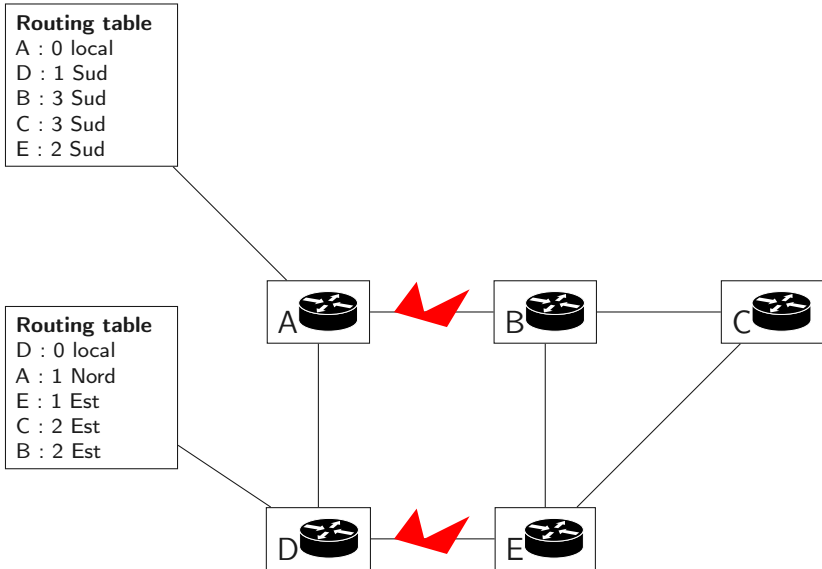 Routing table
A : 0 local
D : 1 Sud
B : 3 Sud
C : 3 Sud
E : 2 Sud
A
B
C
Routing table
D : 0 local
A : 1 Nord
E : 1 Est
C : 2 Est
B : 2 Est
D
E